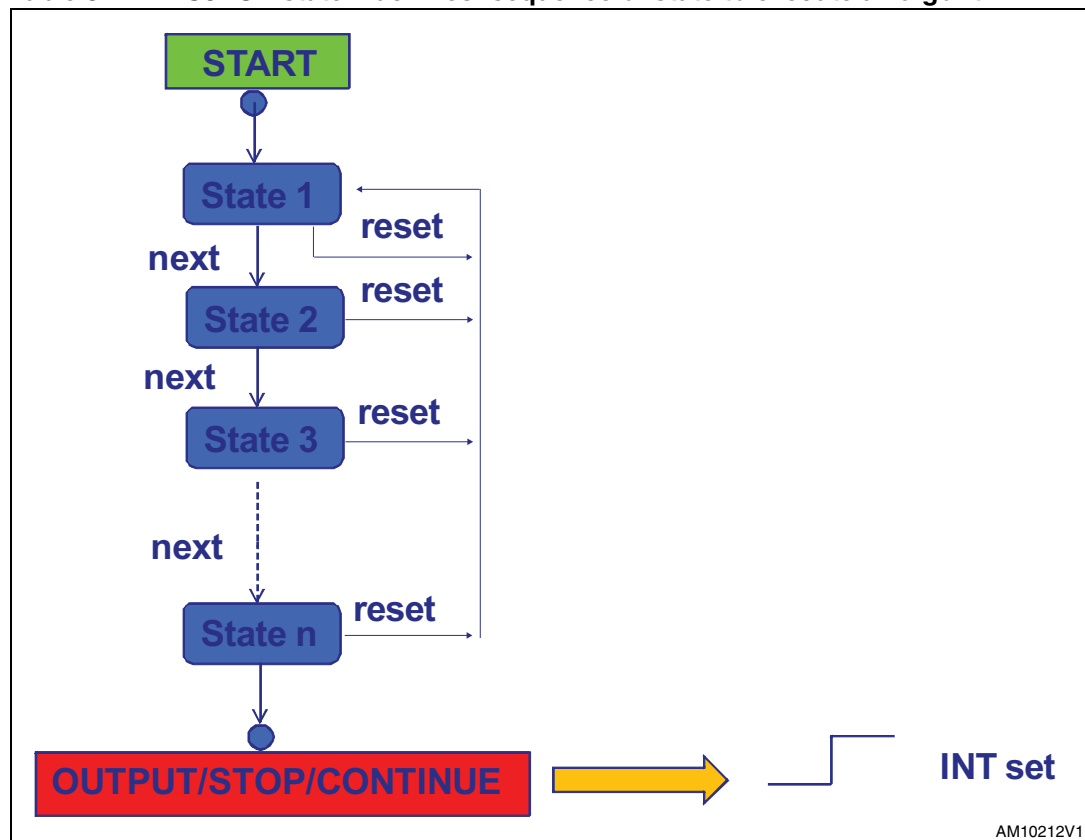 START
State 1
reset
next
reset
State 2
next
reset
State 3
next
reset
State n
OUTPUT/STOP/CONTINUE
INT set
AM10212V1